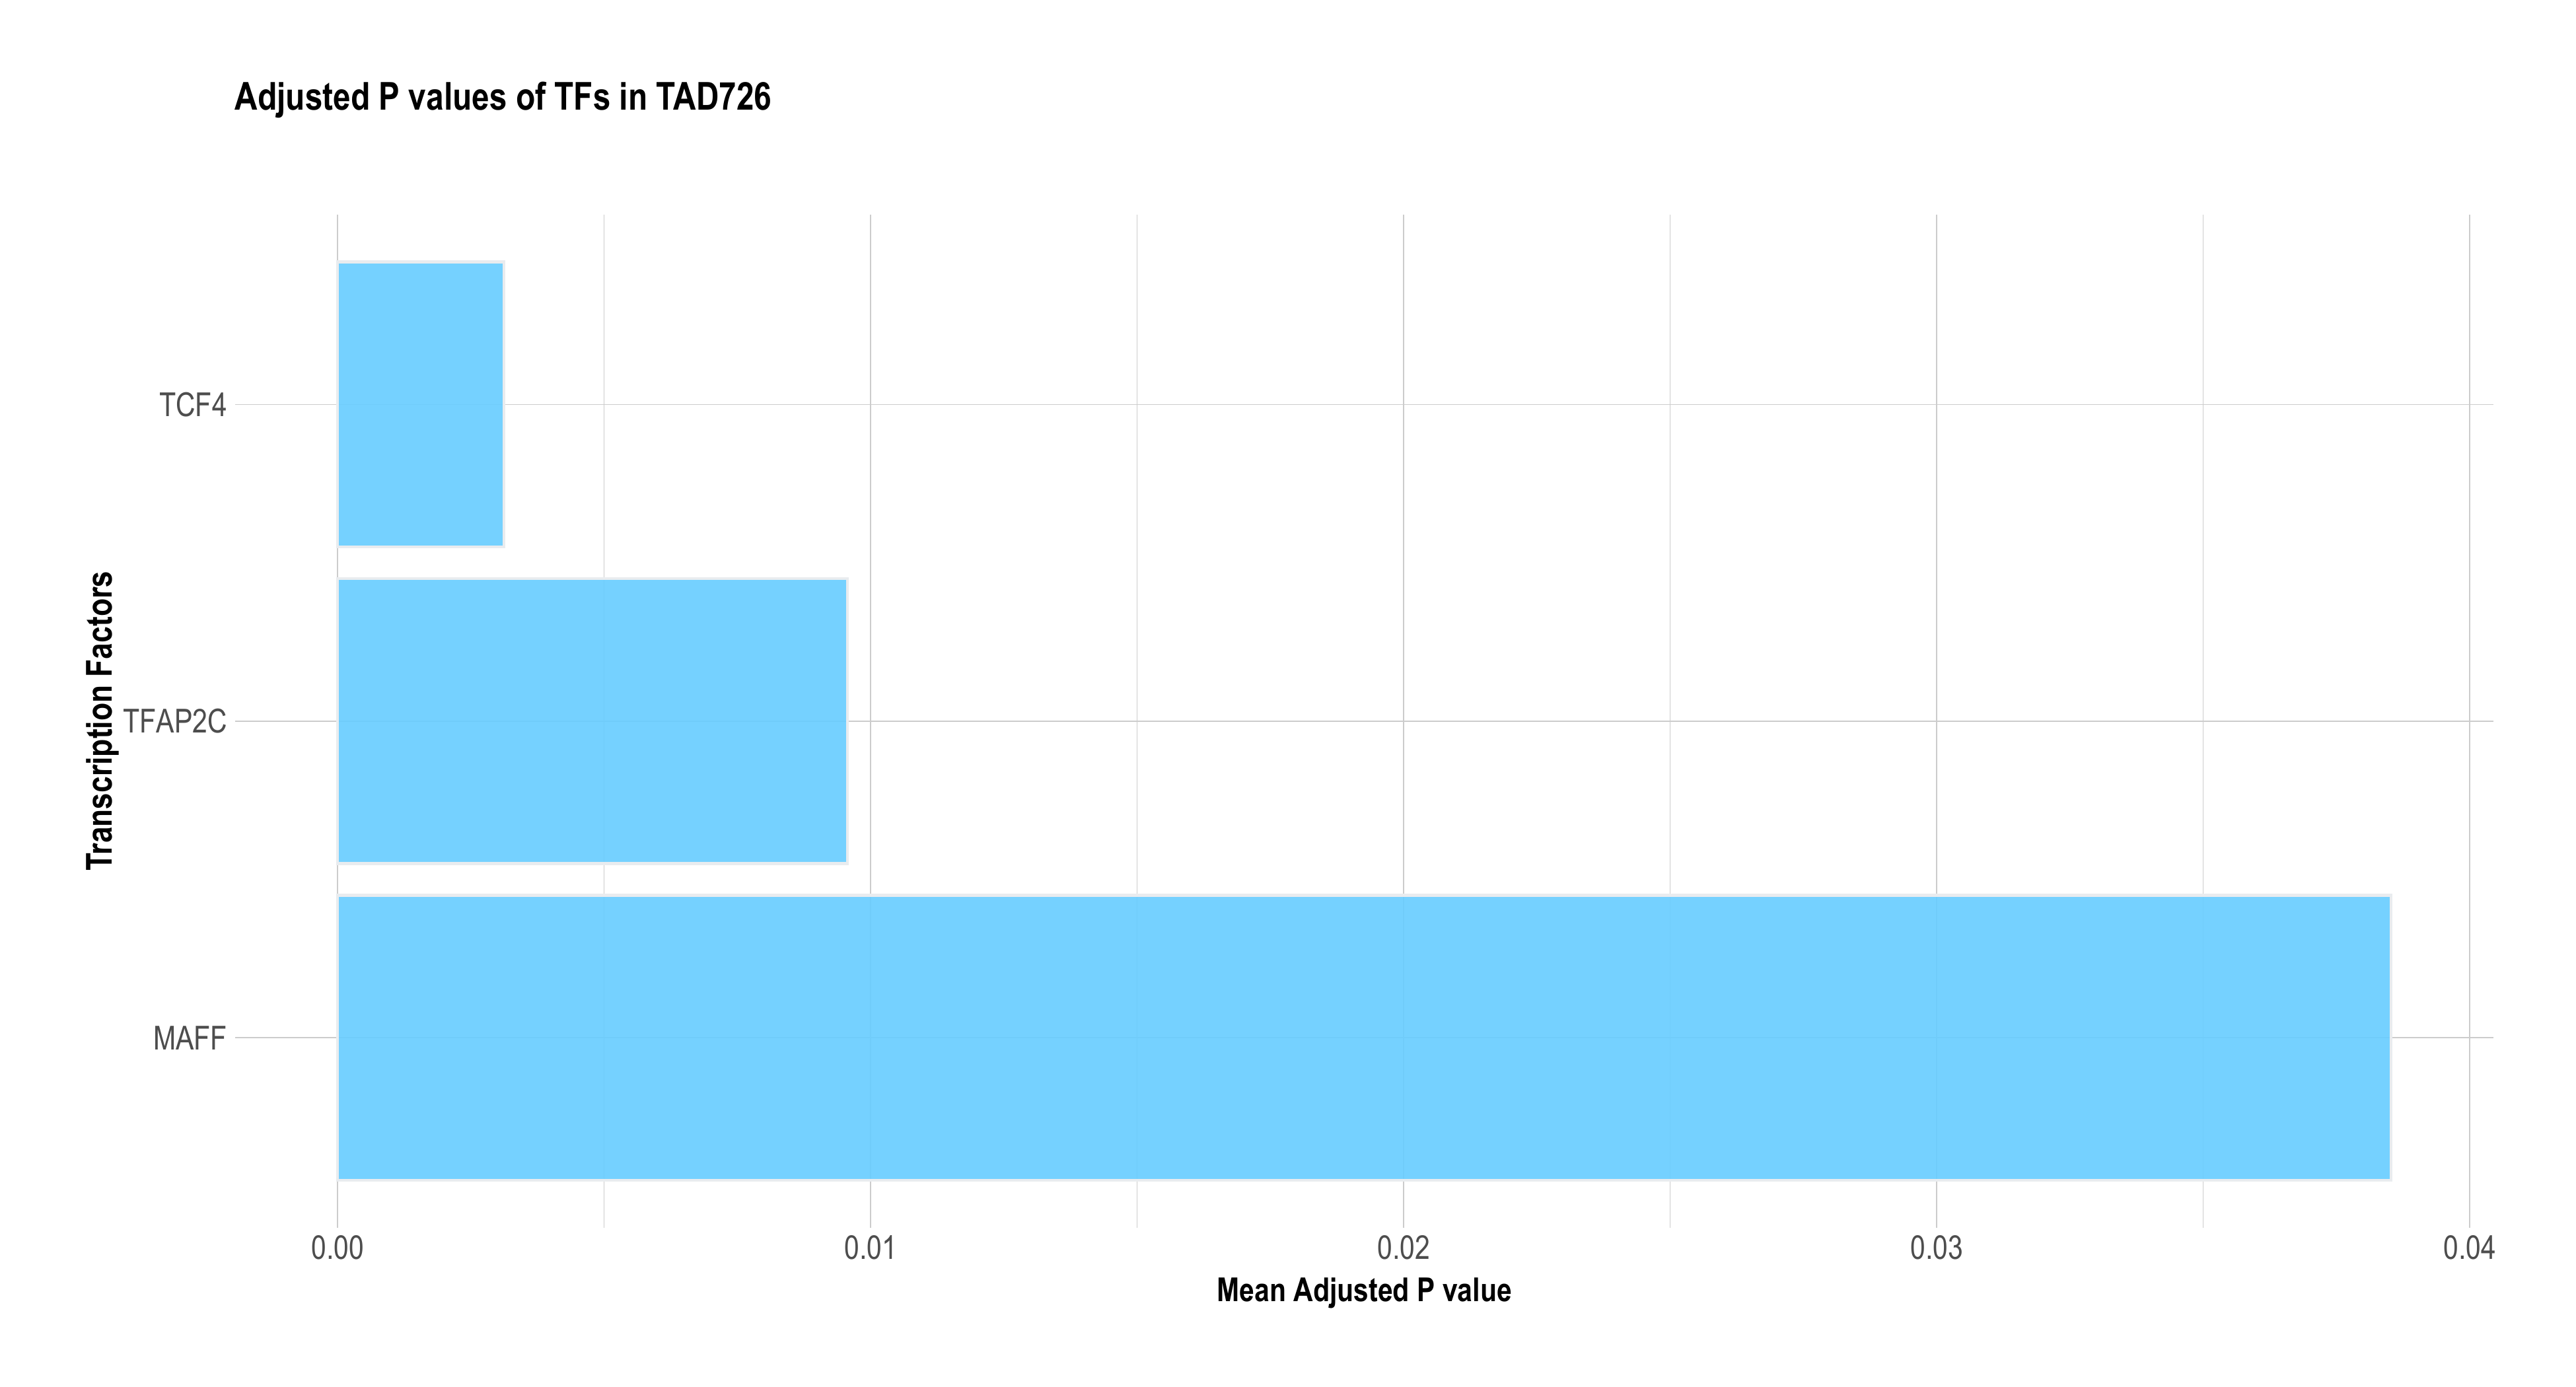 Adjusted P values of TFs in TAD726
Transcription Factors
TCF4
TFAP2C
MAFF
0.00
0.01
0.02
0.03
0.04
Mean Adjusted P value